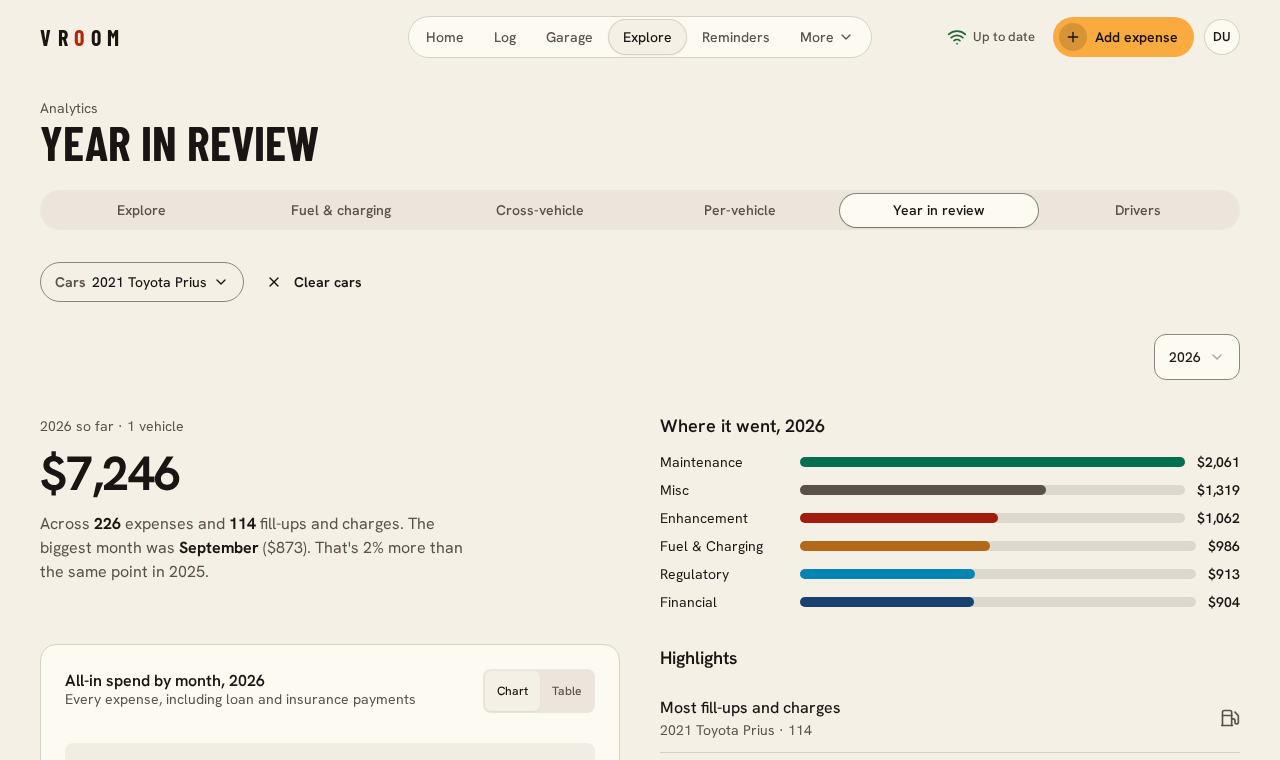 VROOM
Home
Log
Garage
Explore
Reminders
More
Up to date
Add expense
DU
Analytics
YEAR IN REVIEW
Explore
Fuel & charging
Cross-vehicle
Per-vehicle
Year in review
Drivers
Cars 2021 Toyota Prius
Clear cars
2026
2026 so far · 1 vehicle
$7,246
Across 226 expenses and 114 fill-ups and charges. The
biggest month was September ($873). That's 2% more than
the same point in 2025.
Where it went, 2026
Maintenance $2,061
Misc $1,319
Enhancement $1,062
Fuel & Charging $986
Regulatory $913
Financial $904
All-in spend by month, 2026
Every expense, including loan and insurance payments
Chart
Table
Highlights
Most fill-ups and charges
2021 Toyota Prius · 114